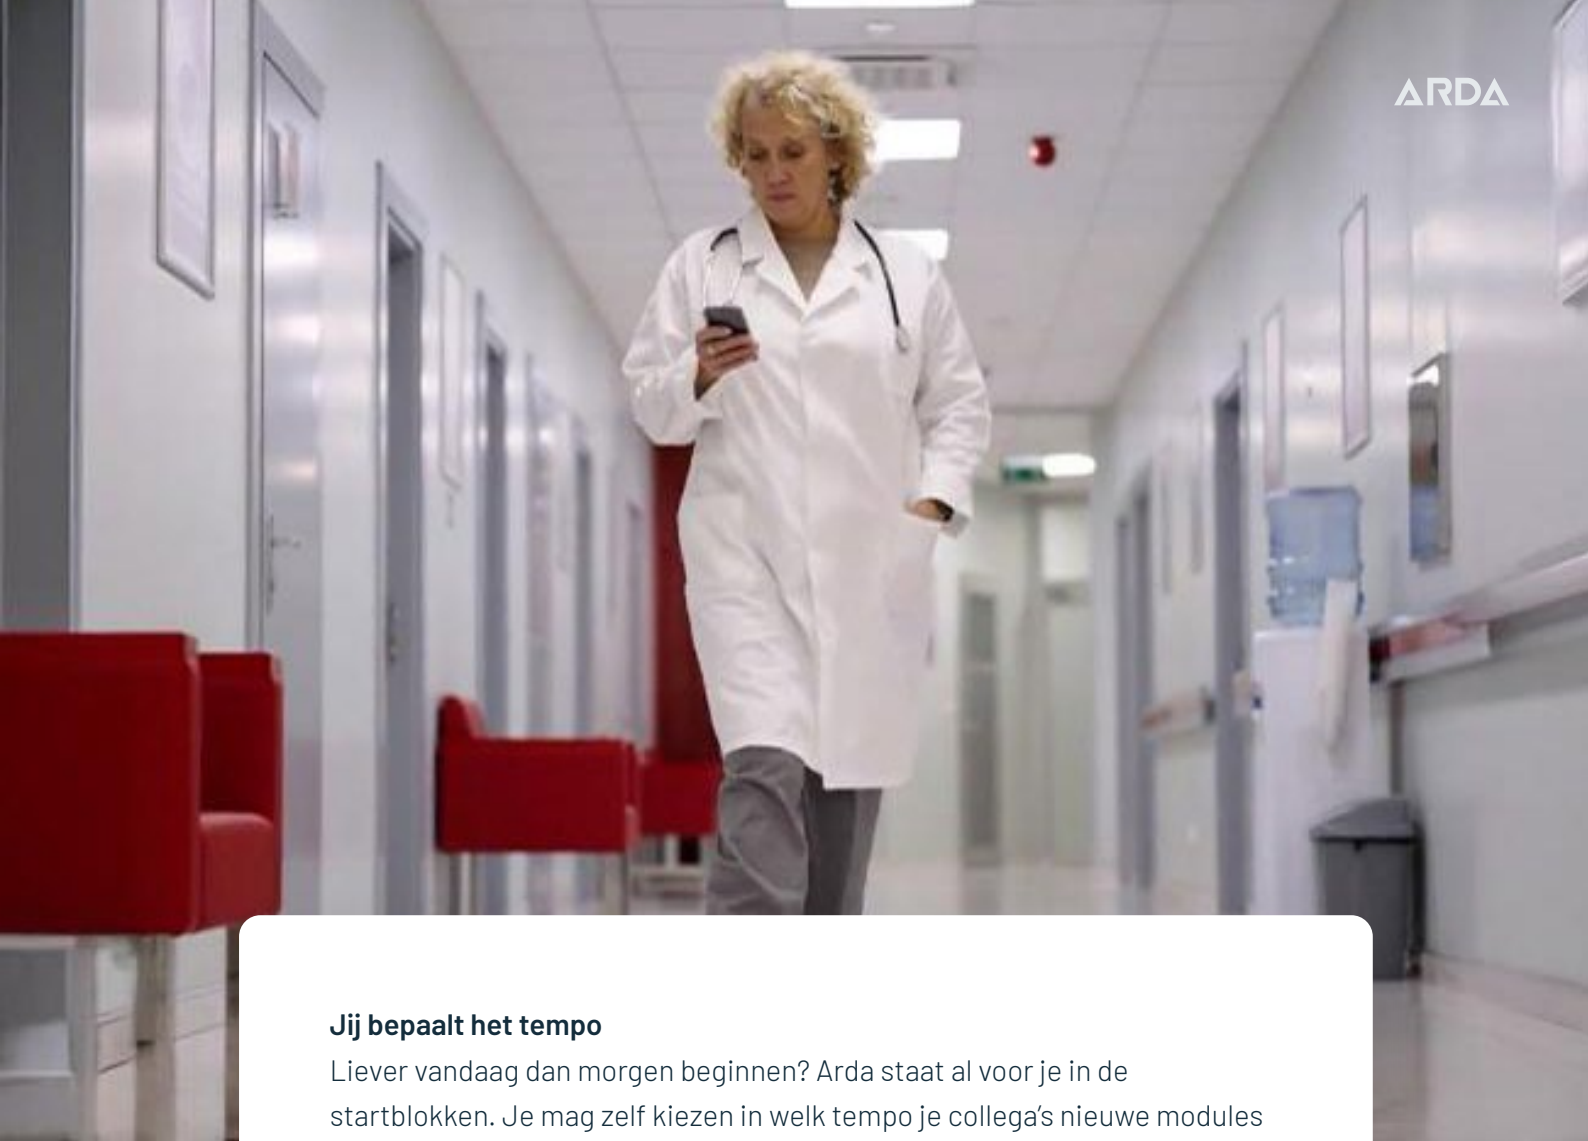 ARDA
Jij bepaalt het tempo
Liever vandaag dan morgen beginnen? Arda staat al voor je in de
startblokken. Je mag zelf kiezen in welk tempo je collega’s nieuwe modules